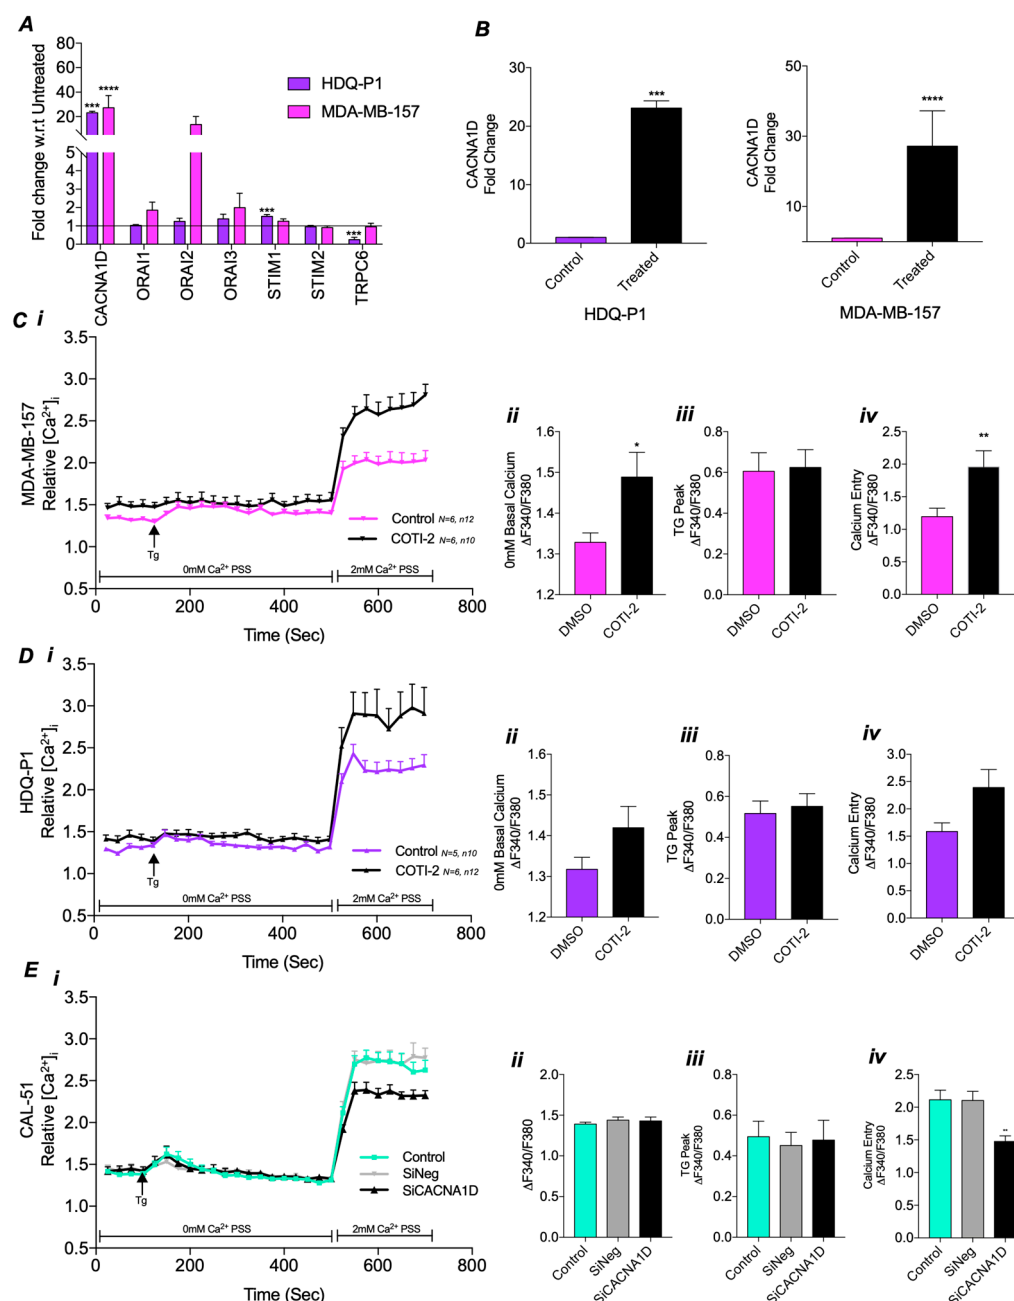 A
80
60
40
20
5
4
3
2
1
0
Fold change w.r.t Untreated
***
****
***
***
HDQ-P1
MDA-MB-157
CACNA1D
ORAI1
ORAI2
ORAI3
STIM1
STIM2
TRPC6
B
CACNA1D
Fold Change
30
20
10
0
***
Control
Treated
HDQ-P1
CACNA1D
Fold Change
50
30
10
****
Control
Treated
MDA-MB-157
C i
MDA-MB-157
Relative [Ca²⁺]i
3.5
3.0
2.5
2.0
1.5
1.0
0.5
Tg
Control N=6, n12
COTI-2 N=6, n10
0mM Ca²⁺ PSS
2mM Ca²⁺ PSS
0
200
400
600
800
Time (Sec)
ii
0mM Basal Calcium
ΔF340/F380
1.6
1.5
1.4
1.3
1.2
*
DMSO
COTI-2
iii
TG Peak
ΔF340/F380
0.8
0.6
0.4
0.2
0.0
DMSO
COTI-2
iv
Calcium Entry
ΔF340/F380
2.5
2.0
1.5
1.0
0.5
0.0
**
DMSO
COTI-2
D i
HDQ-P1
Relative [Ca²⁺]i
3.5
3.0
2.5
2.0
1.5
1.0
0.5
Tg
Control N=5, n10
COTI-2 N=6, n12
0mM Ca²⁺ PSS
2mM Ca²⁺ PSS
0
200
400
600
800
Time (Sec)
ii
0mM Basal Calcium
ΔF340/F380
1.6
1.5
1.4
1.3
1.2
DMSO
COTI-2
iii
TG Peak
ΔF340/F380
0.8
0.6
0.4
0.2
0.0
DMSO
COTI-2
iv
Calcium Entry
ΔF340/F380
3.0
2.5
2.0
1.5
1.0
0.5
0.0
DMSO
COTI-2
E i
CAL-51
Relative [Ca²⁺]i
3.5
3.0
2.5
2.0
1.5
1.0
0.5
Tg
Control
SiNeg
SiCACNA1D
0mM Ca²⁺ PSS
2mM Ca²⁺ PSS
0
200
400
600
800
Time (Sec)
ii
ΔF340/F380
2.0
1.5
1.0
0.5
0.0
Control
SiNeg
SiCACNA1D
iii
TG Peak
ΔF340/F380
0.8
0.6
0.4
0.2
0.0
Control
SiNeg
SiCACNA1D
iv
Calcium Entry
ΔF340/F380
2.5
2.0
1.5
1.0
0.5
0.0
**
Control
SiNeg
SiCACNA1D